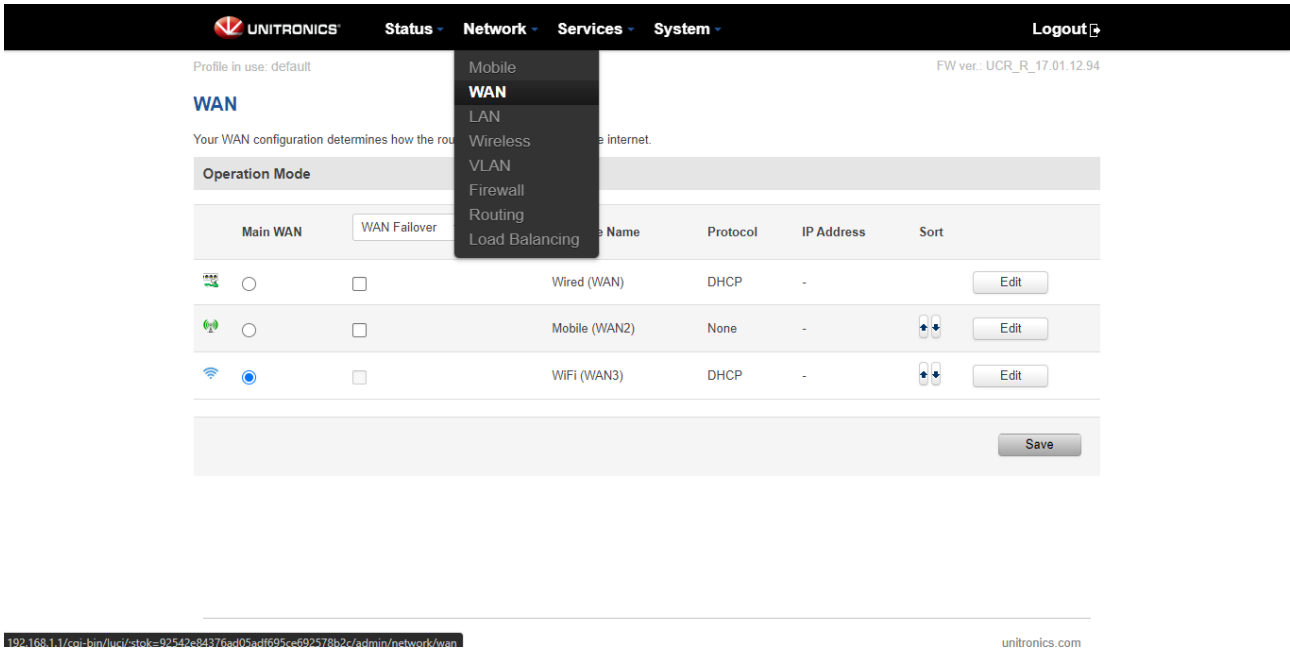 UNITRONICS Status Network Services System Logout
Profile in use: default
FW ver.: UCR_R_17.01.12.94
Mobile
WAN
LAN
Wireless
VLAN
Firewall
Routing
Load Balancing
WAN
Your WAN configuration determines how the rou e internet.
Operation Mode
Main WAN WAN Failover e Name Protocol IP Address Sort
Wired (WAN) DHCP - Edit
Mobile (WAN2) None - Edit
WiFi (WAN3) DHCP - Edit
Save
192.168.1.1/cgi-bin/luci/;stok=92542e84376ad05adf695ce692578b2c/admin/network/wan
unitronics.com